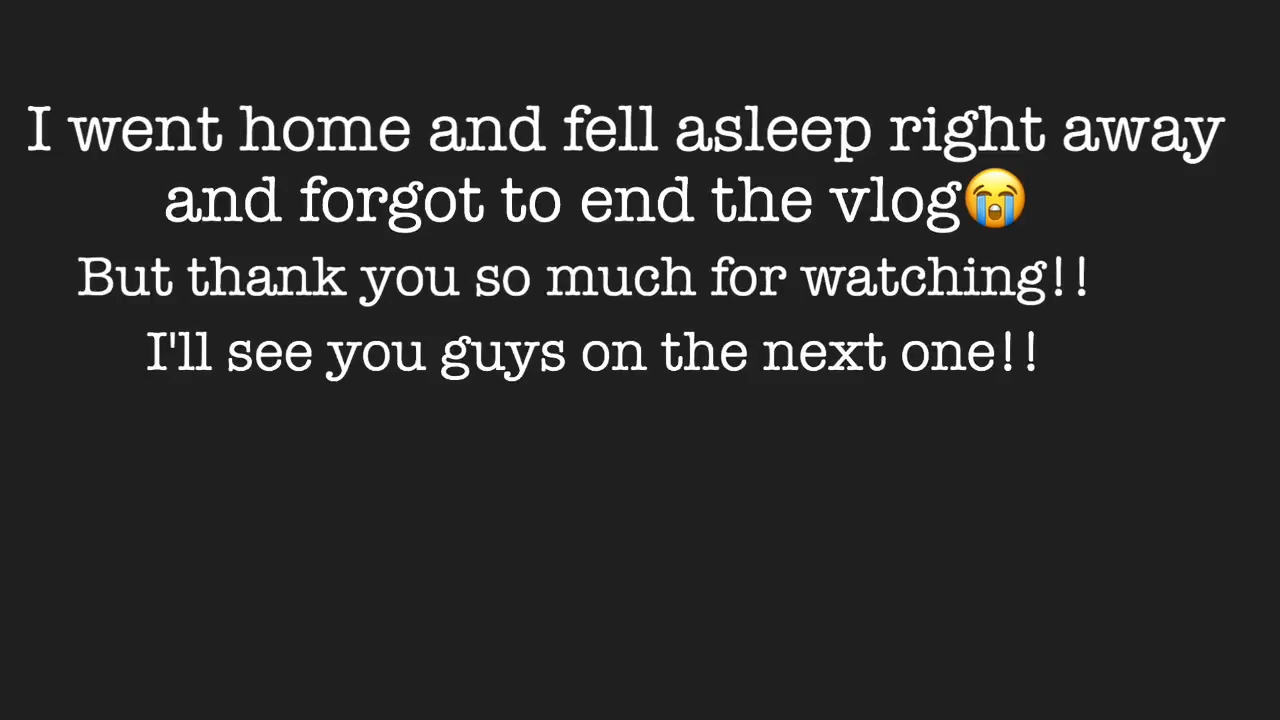 I went home and fell asleep right away
and forgot to end the vlog😭
But thank you so much for watching!!
I'll see you guys on the next one!!